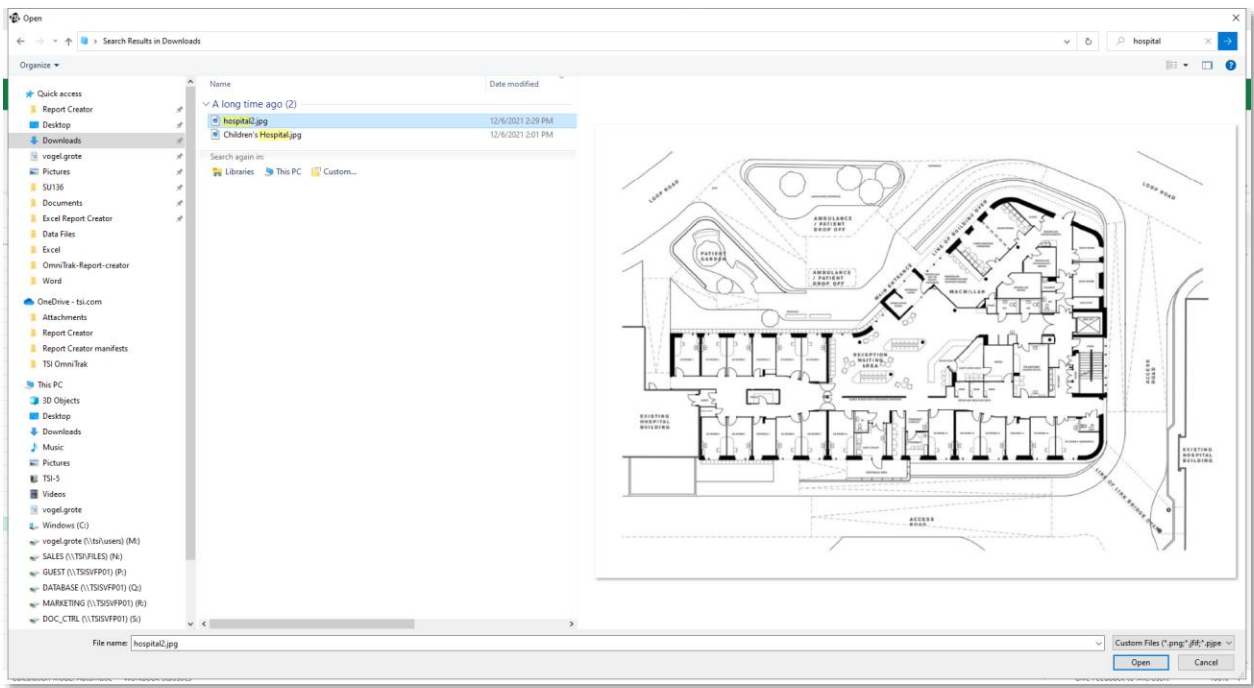 Open
Search Results in Downloads
hospital
Organize
Quick access
Report Creator
Desktop
Downloads
vogel.grote
Pictures
SU136
Documents
Excel Report Creator
Data Files
Excel
OmniTrak-Report-creator
Word
OneDrive - tsi.com
Attachments
Report Creator
Report Creator manifests
TSI OmniTrak
This PC
3D Objects
Desktop
Downloads
Music
Pictures
TSI-5
Videos
vogel.grote
Windows (C:)
vogel.grote (\\tsi\users) (M:)
SALES (\\TSI\FILES) (N:)
GUEST (\\TSISVFP01) (P:)
DATABASE (\\TSISVFP01) (Q:)
MARKETING (\\TSISVFP01) (R:)
DOC_CTRL (\\TSISVFP01) (S:)
Name Date modified
A long time ago (2)
hospital2.jpg 12/6/2021 2:29 PM
Children's Hospital.jpg 12/6/2021 2:01 PM
Search again in:
Libraries This PC Custom...
LOOP ROAD
LOOP ROAD
AMBULANCE
/ PATIENT
DROP OFF
PATIENT
GARDEN
AMBULANCE
/ PATIENT
DROP OFF
LINE OF BUILDING OVER
MAIN ENTRANCE
MACMILLAN
RECEPTION
WAITING
AREA
ACCESS
ROAD
EXISTING
HOSPITAL
BUILDING
EXISTING
HOSPITAL
BUILDING
LINE OF LINK BRIDGE OVER
ACCESS
ROAD
File name: hospital2.jpg
Custom Files (*.png;*.jfif;*.pjpe
Open Cancel